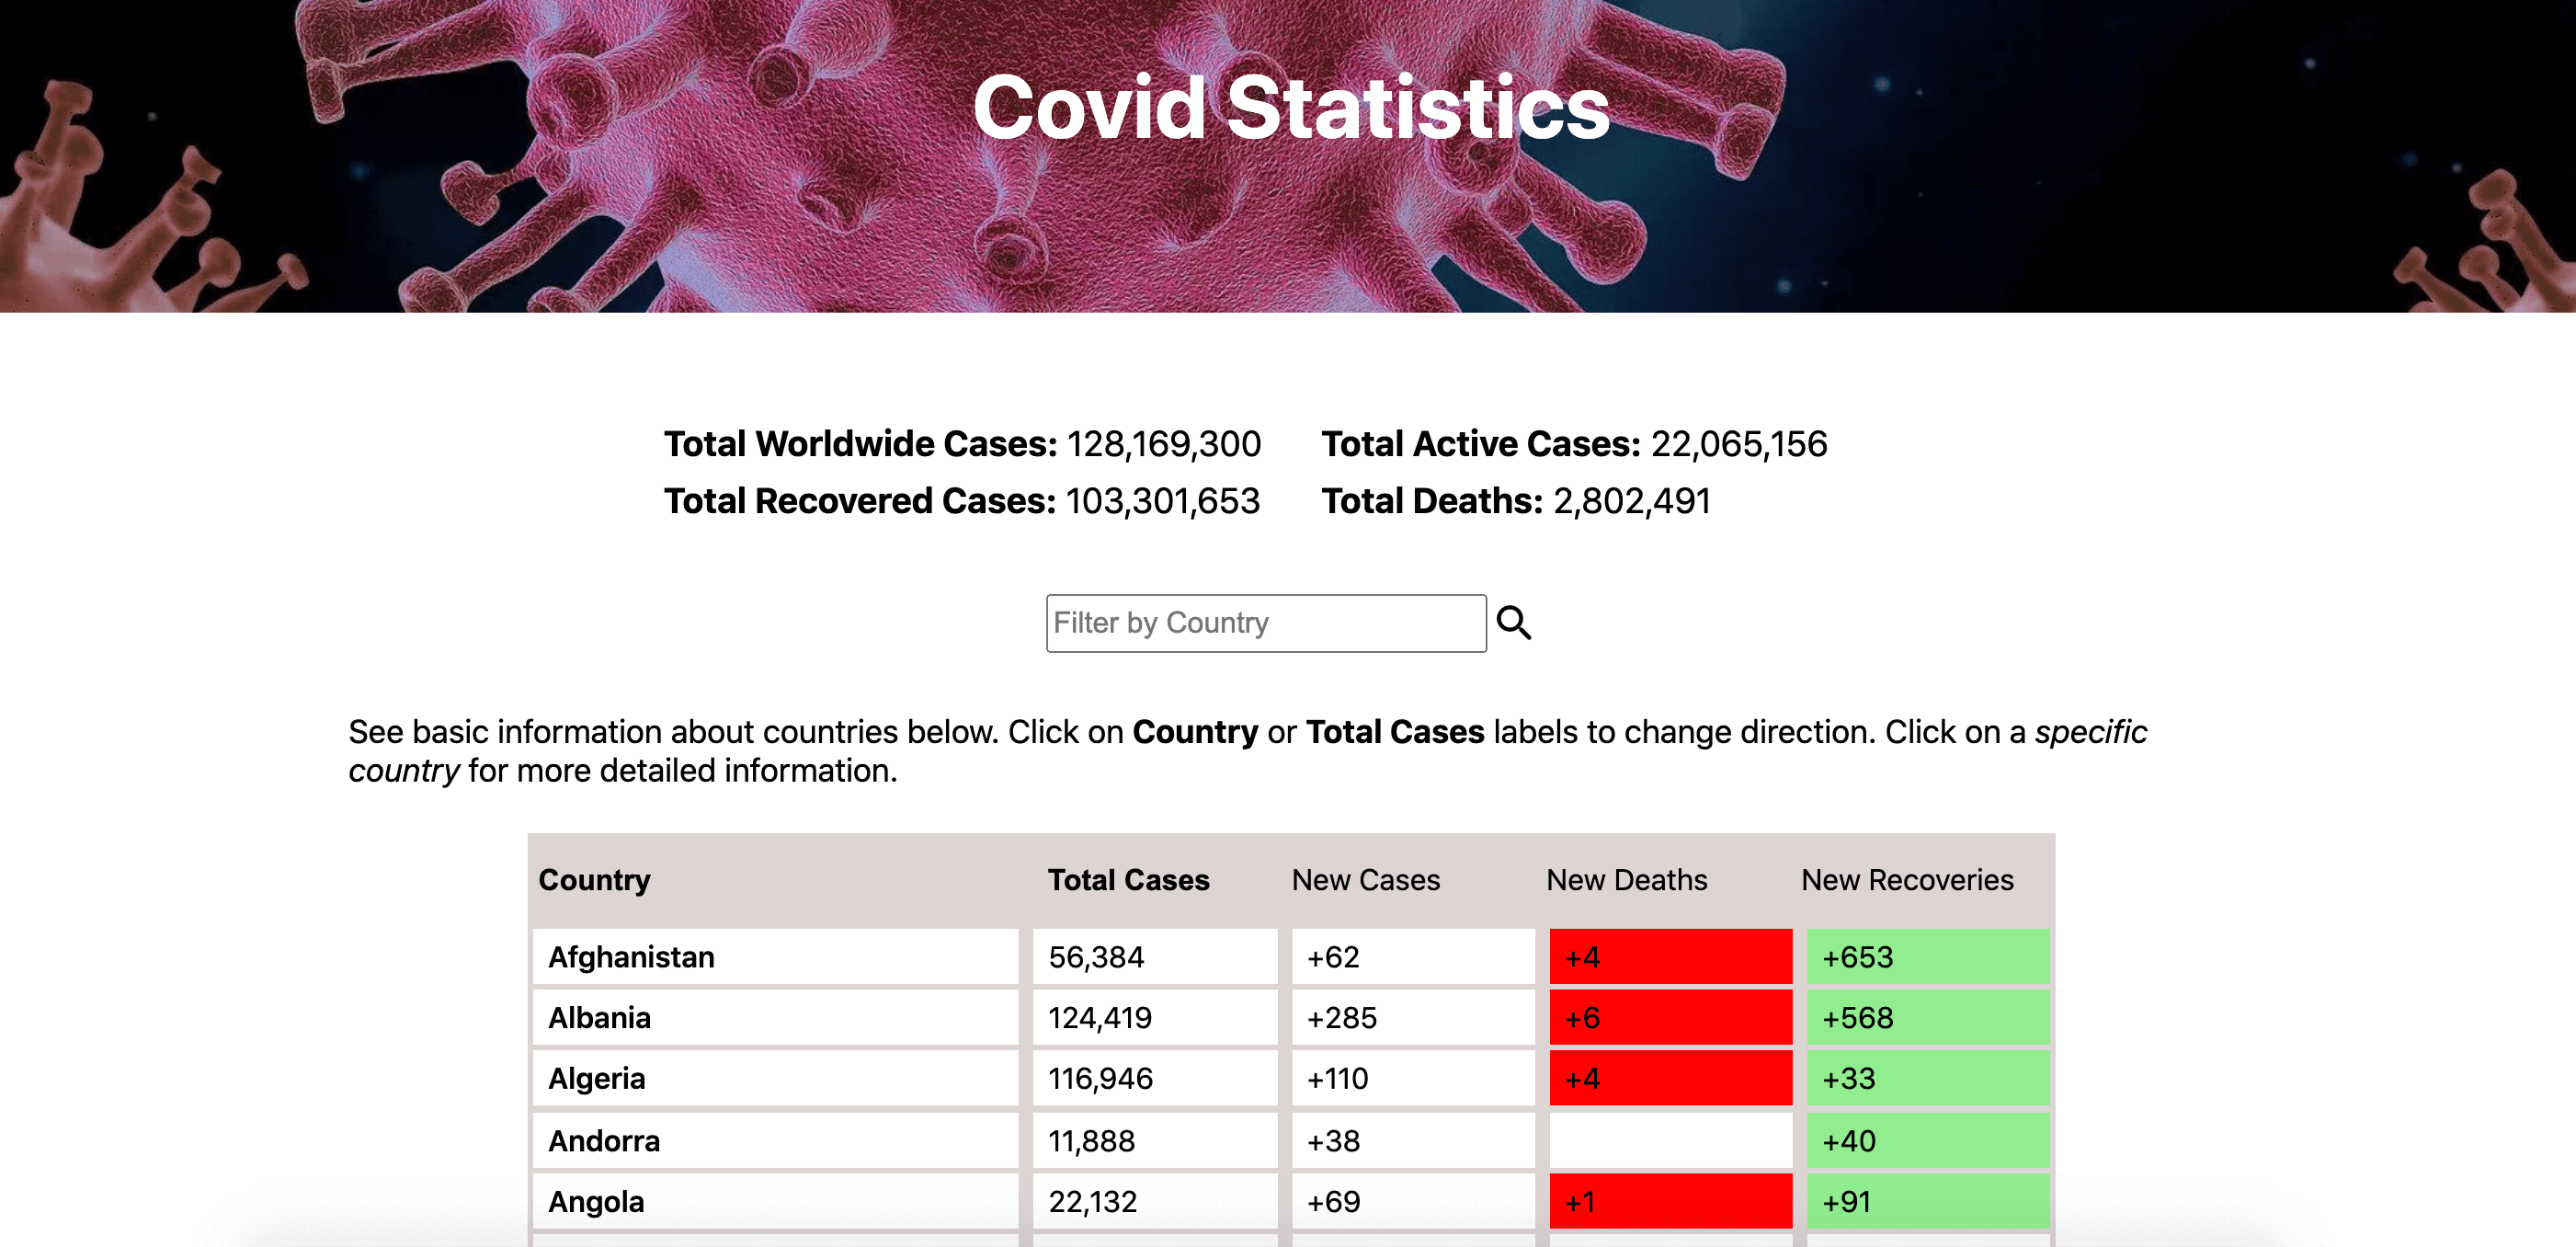 Covid Statistics
Total Worldwide Cases: 128,169,300 Total Active Cases: 22,065,156
Total Recovered Cases: 103,301,653 Total Deaths: 2,802,491
Filter by Country
See basic information about countries below. Click on Country or Total Cases labels to change direction. Click on a specific
country for more detailed information.
Country Total Cases New Cases New Deaths New Recoveries
Afghanistan 56,384 +62 +4 +653
Albania 124,419 +285 +6 +568
Algeria 116,946 +110 +4 +33
Andorra 11,888 +38 +40
Angola 22,132 +69 +1 +91